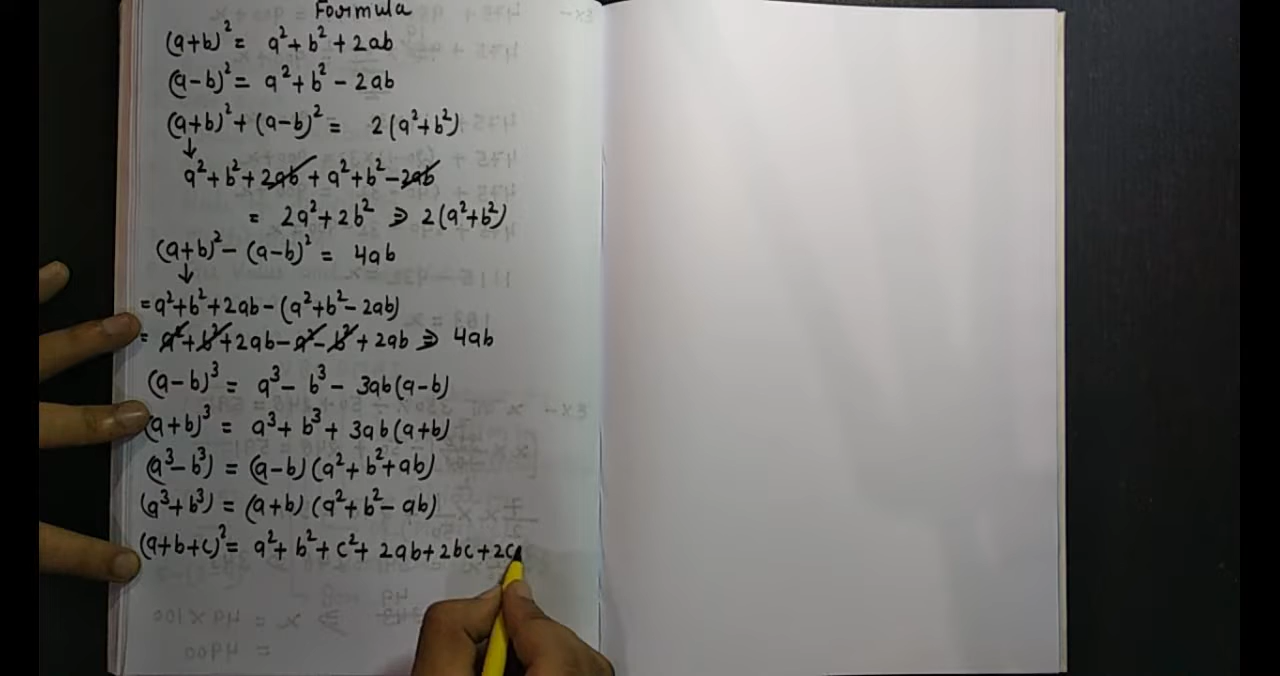 Formula
(a+b)² = a²+b²+2ab
(a-b)² = a²+b²-2ab
(a+b)²+(a-b)² = 2(a²+b²)
↓
a²+b²+2ab+a²+b²-2ab
= 2a²+2b² ⇒ 2(a²+b²)
(a+b)²-(a-b)² = 4ab
↓
=a²+b²+2ab-(a²+b²-2ab)
= a²+b²+2ab-a²-b²+2ab ⇒ 4ab
(a-b)³ = a³-b³-3ab(a-b)
(a+b)³ = a³+b³+3ab(a+b)
(a³-b³) = (a-b)(a²+b²+ab)
(a³+b³) = (a+b)(a²+b²-ab)
(a+b+c)² = a²+b²+c²+2ab+2bc+2c